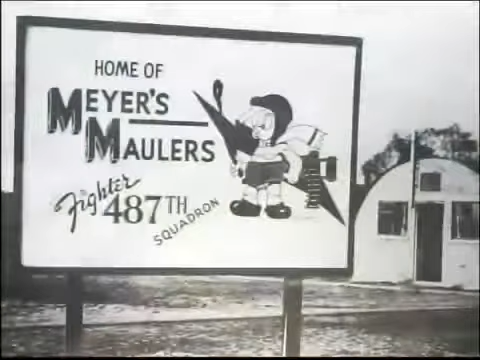 HOME OF
MEYER'S
MAULERS
Fighter
487TH
SQUADRON